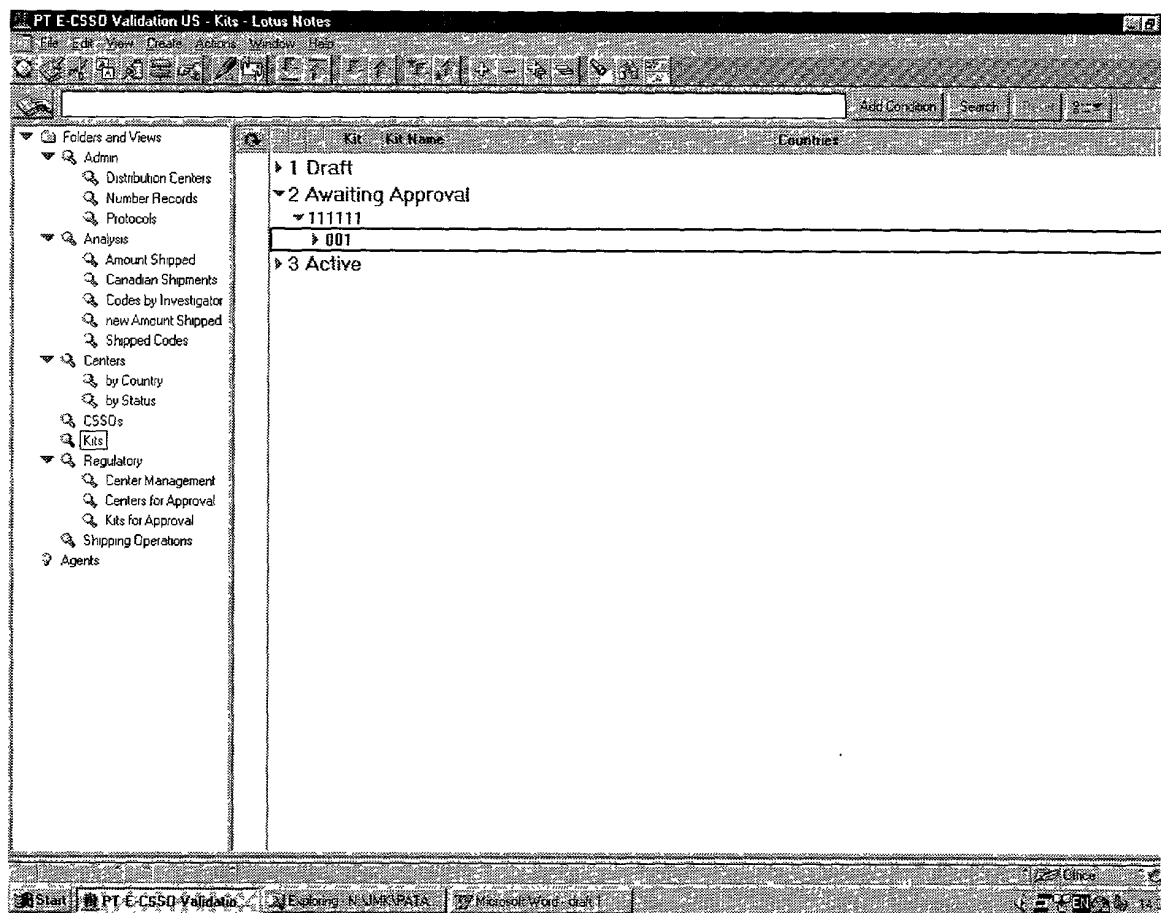 PT E-CSSO Validation US - Kits - Lotus Notes
File Edit View Create Actions Window Help
Add Condition Search
Folders and Views
Kit Kit Name Countries
Admin
1 Draft
Distribution Centers
2 Awaiting Approval
Number Records
Protocols
111111
Analysis
001
Amount Shipped
3 Active
Canadian Shipments
Codes by Investigator
new Amount Shipped
Shipped Codes
Centers
by Country
by Status
CSSOs
Kits
Regulatory
Center Management
Centers for Approval
Kits for Approval
Shipping Operations
Agents
Office
Start PT E-CSSO Validatio... Exploring - N:\JMK\PATA... Microsoft Word - draft 1 EN